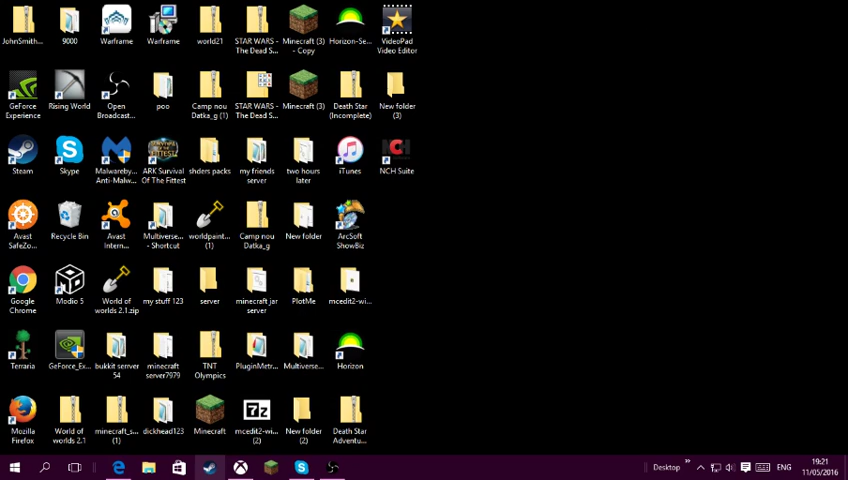 JohnSmith...
9000
Warframe
Warframe
world21
STAR WARS -
The Dead S...
Minecraft (3)
- Copy
Horizon-Se...
VideoPad
Video Editor
GeForce
Experience
Rising World
Open
Broadcast...
poo
Camp nou
Datka_g (1)
STAR WARS -
The Dead S...
Minecraft (3)
Death Star
(Incomplete)
New folder
(3)
Steam
Skype
Malwareby...
Anti-Malw...
ARK Survival
Of The Fittest
shders packs
my friends
server
two hours
later
iTunes
NCH Suite
Avast
SafeZo...
Recycle Bin
Avast
Intern...
Multiverse...
- Shortcut
worldpaint...
(1)
Camp nou
Datka_g
New folder
ArcSoft
ShowBiz
Google
Chrome
Modio 5
World of
worlds 2.1.zip
my stuff 123
server
minecraft jar
server
PlotMe
mcedit2-wi...
Terraria
GeForce_Ex...
bukkit serrver
54
minecraft
server7979
TNT
Olympics
PluginMetr...
Multiverse...
Horizon
Mozilla
Firefox
World of
worlds 2.1
minecraft_s...
(1)
dickhead123
Minecraft
7z
mcedit2-wi...
(2)
New folder
(2)
Death Star
Adventu...
Desktop
ENG
19:21
11/05/2016